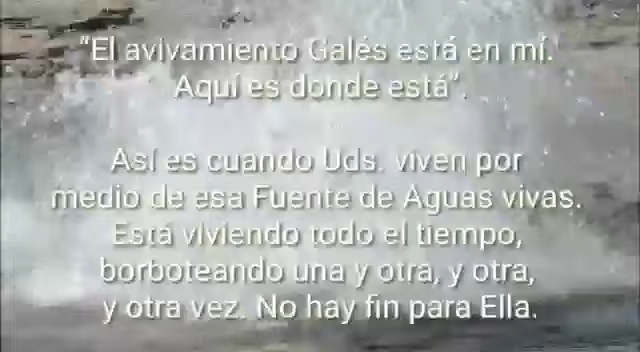 “El avivamiento Galés está en mí.
Aquí es donde está”.
Así es cuando Uds. viven por
medio de esa Fuente de Aguas vivas.
Está viviendo todo el tiempo,
borboteando una y otra, y otra,
y otra vez. No hay fin para Ella.